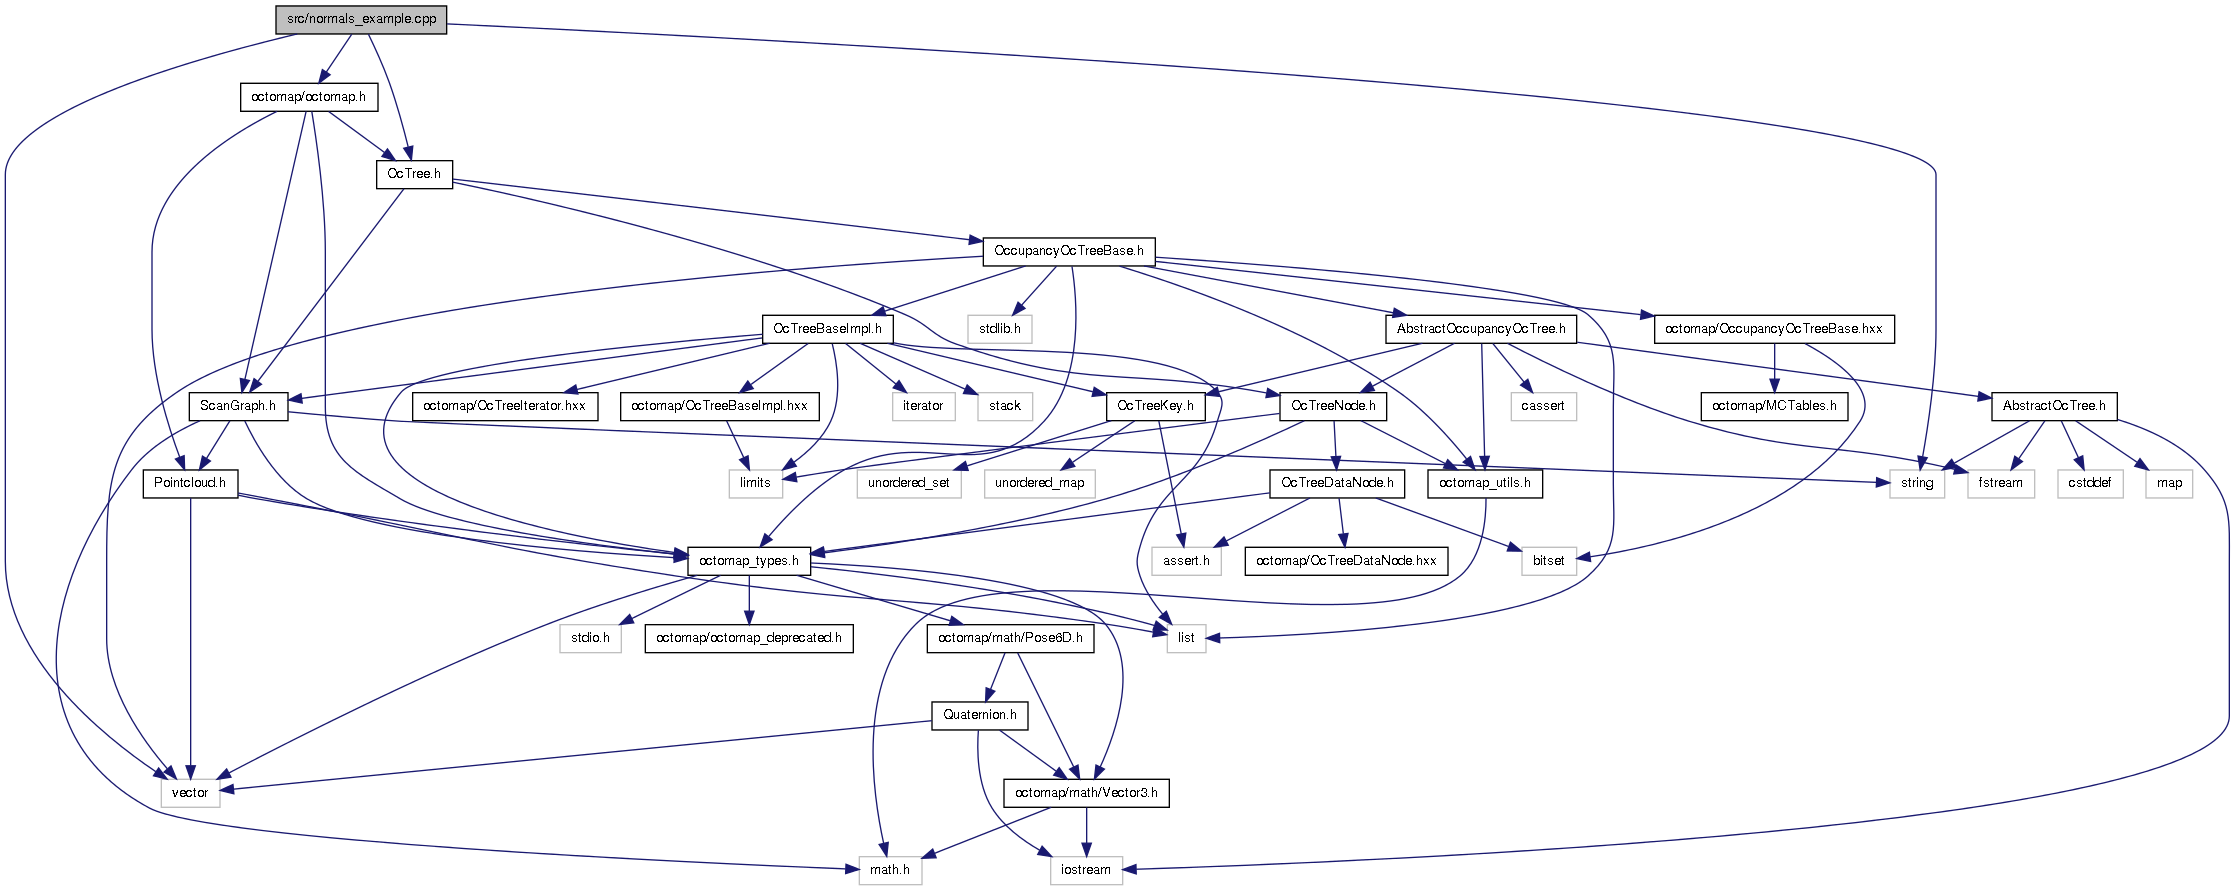 src/normals_example.cpp
octomap/octomap.h
OcTree.h
OccupancyOcTreeBase.h
OcTreeBaseImpl.h
stdlib.h
AbstractOccupancyOcTree.h
octomap/OccupancyOcTreeBase.hxx
ScanGraph.h
octomap/OcTreeIterator.hxx
octomap/OcTreeBaseImpl.hxx
iterator
stack
OcTreeKey.h
OcTreeNode.h
cassert
octomap/MCTables.h
AbstractOcTree.h
Pointcloud.h
limits
unordered_set
unordered_map
OcTreeDataNode.h
octomap_utils.h
string
fstream
cstddef
map
octomap_types.h
assert.h
octomap/OcTreeDataNode.hxx
bitset
stdio.h
octomap/octomap_deprecated.h
octomap/math/Pose6D.h
list
Quaternion.h
vector
octomap/math/Vector3.h
math.h
iostream